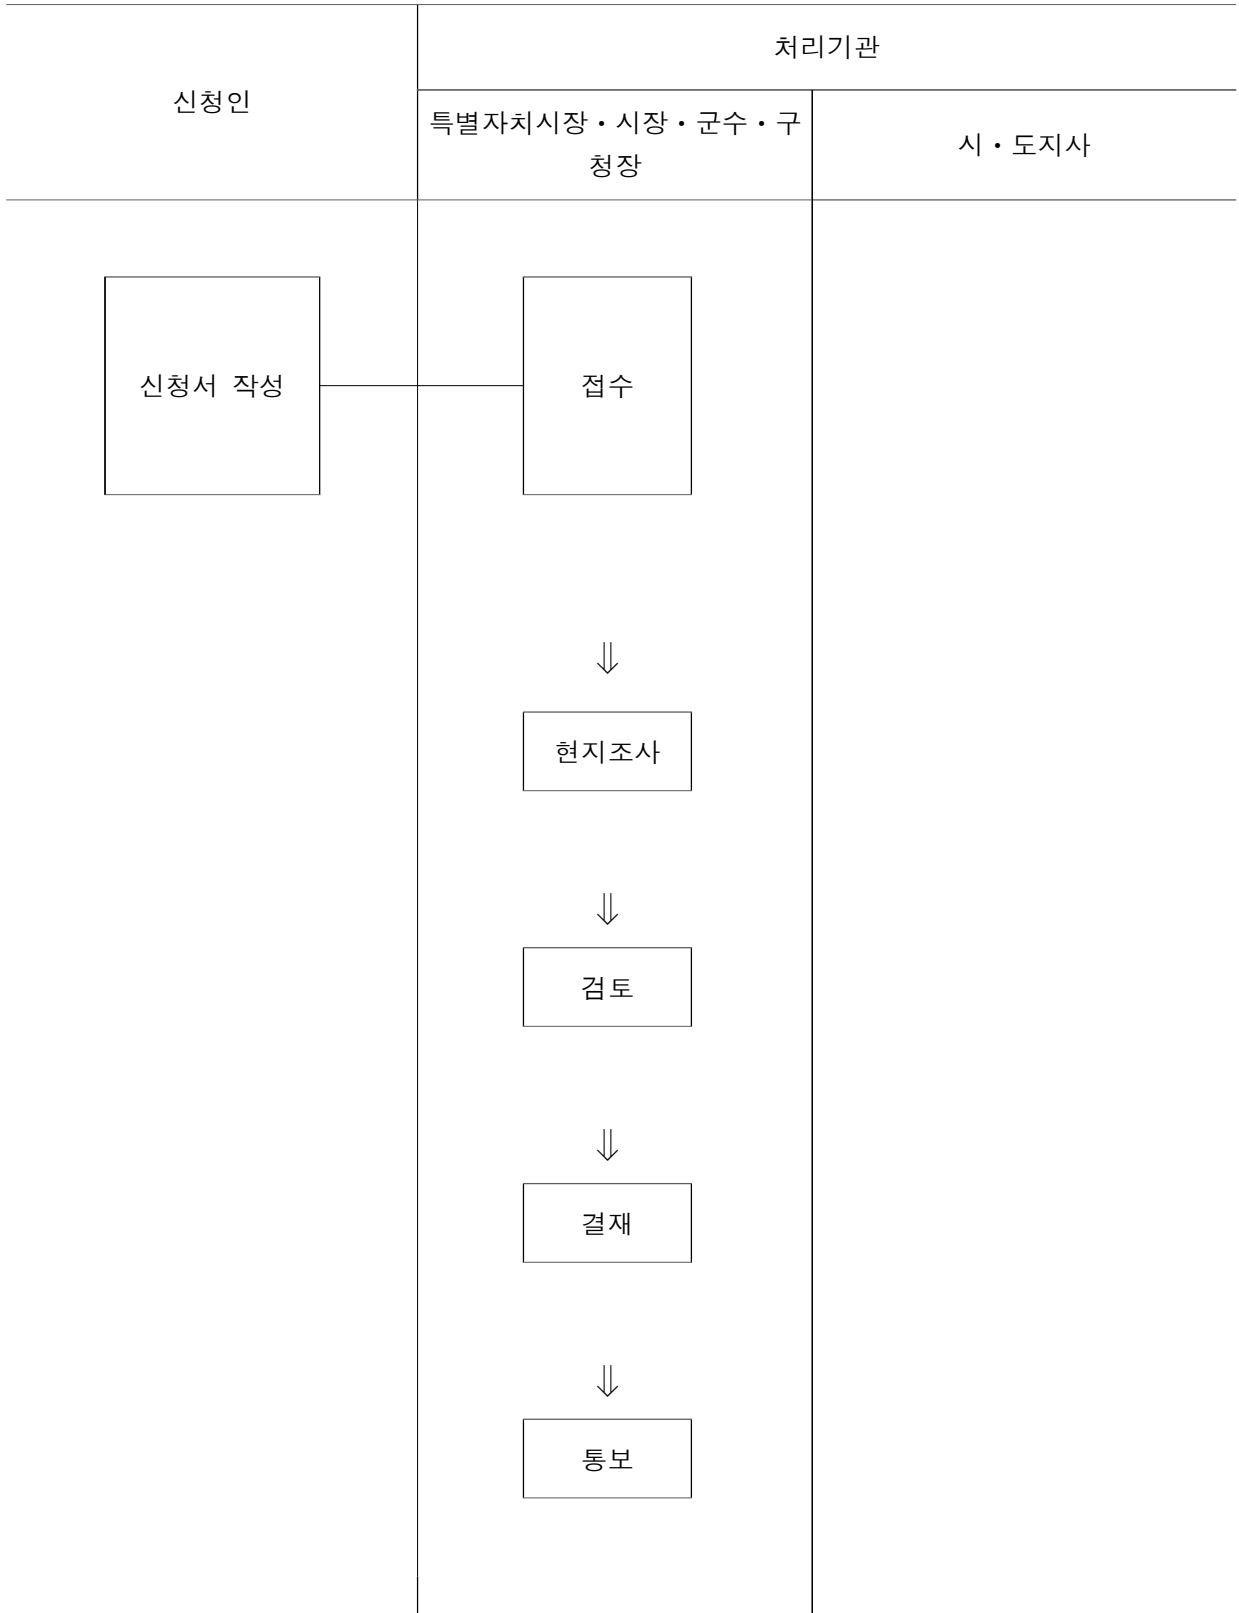 처리기관
신청인
특별자치시장・시장・군수・구
청장
시・도지사
신청서 작성
접수
⇓
현지조사
⇓
검토
⇓
결재
⇓
통보